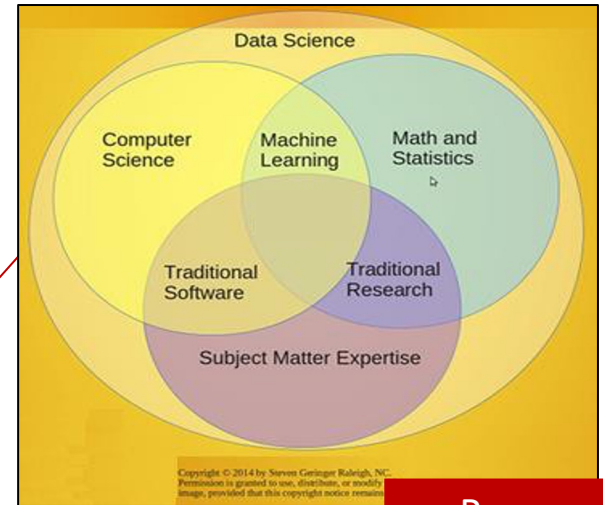 Data Science
Computer
Science
Machine
Learning
Math and
Statistics
Traditional
Software
Traditional
Research
Subject Matter Expertise
Copyright © 2014 by Steven Geringer Raleigh, NC.
Permission is granted to use, distribute, or modify
image, provided that this copyright notice remains